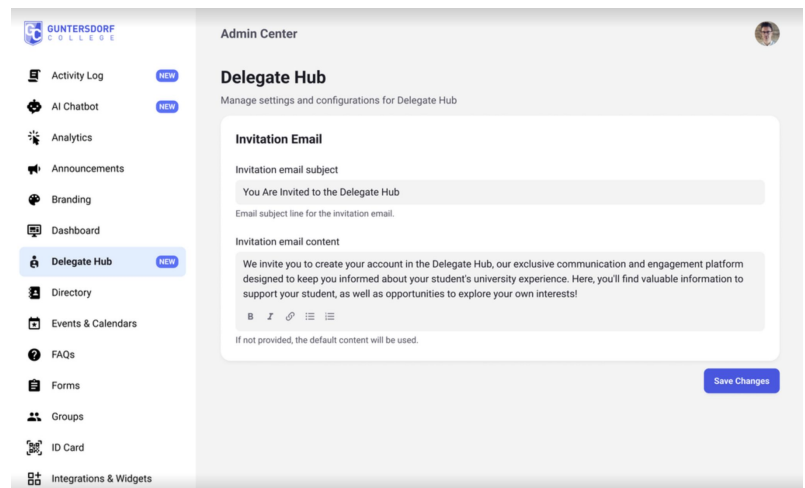 GUNTERSDORF
COLLEGE
Admin Center
Activity Log NEW
AI Chatbot NEW
Analytics
Announcements
Branding
Dashboard
Delegate Hub NEW
Directory
Events & Calendars
FAQs
Forms
Groups
ID Card
Integrations & Widgets
Delegate Hub
Manage settings and configurations for Delegate Hub
Invitation Email
Invitation email subject
You Are Invited to the Delegate Hub
Email subject line for the invitation email.
Invitation email content
We invite you to create your account in the Delegate Hub, our exclusive communication and engagement platform
designed to keep you informed about your student's university experience. Here, you'll find valuable information to
support your student, as well as opportunities to explore your own interests!
B I
If not provided, the default content will be used.
Save Changes